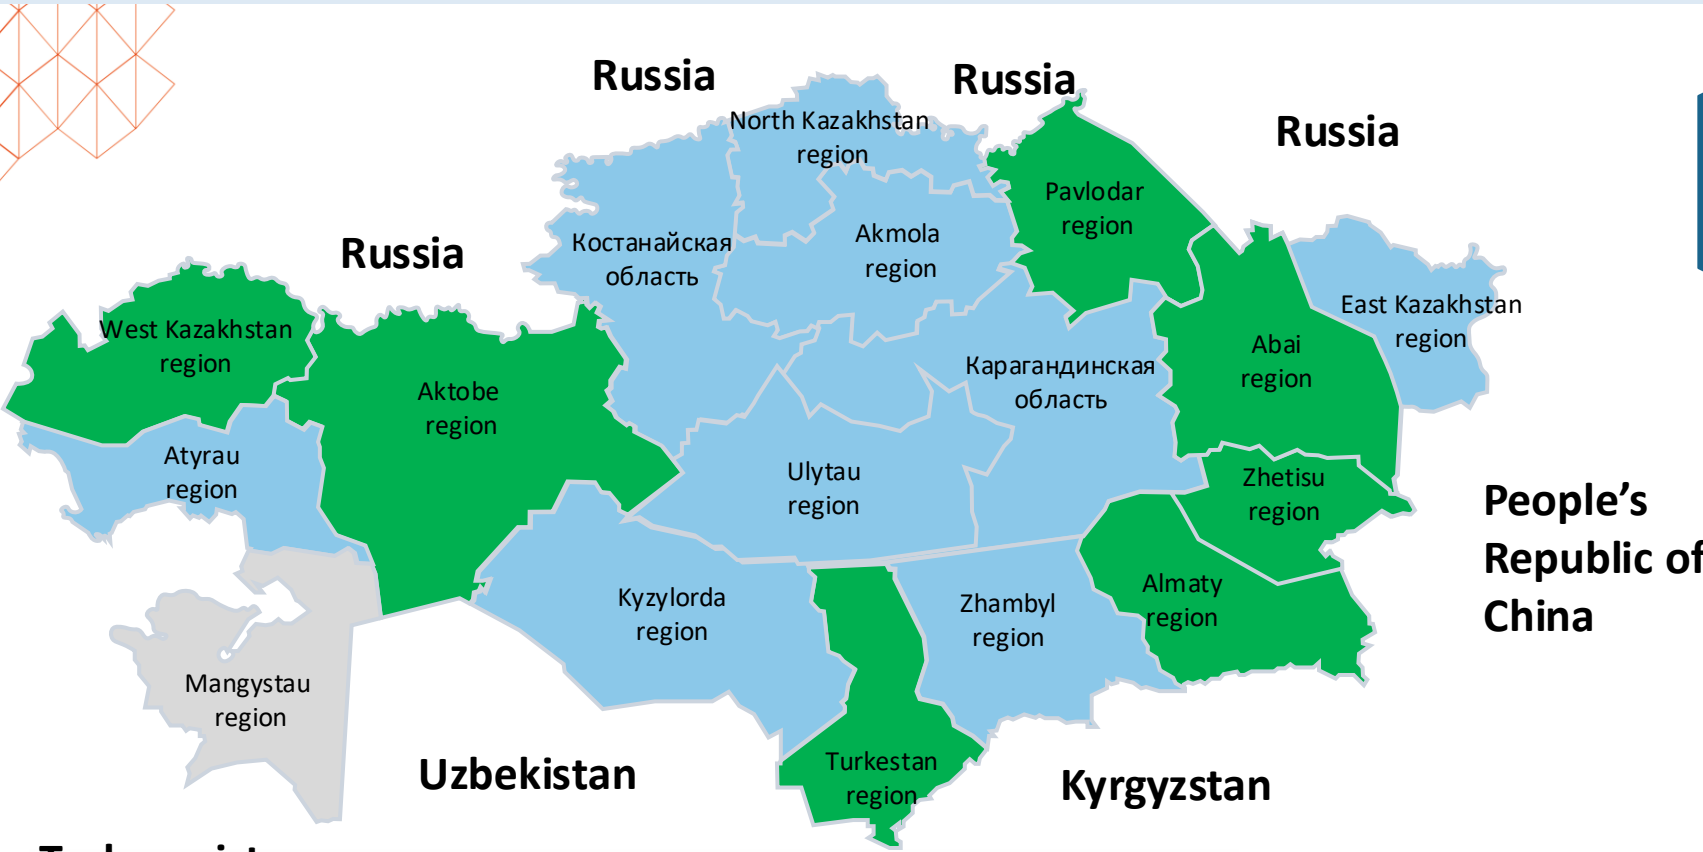 Russia
Russia
North Kazakhstan
region
Russia
Pavlodar
region
Russia
Костанайская
область
Akmola
region
West Kazakhstan
region
East Kazakhstan
region
Abai
region
Карагандинская
область
Aktobe
region
Atyrau
region
Ulytau
region
Zhetisu
region
People’s
Republic of
China
Kyzylorda
region
Zhambyl
region
Almaty
region
Mangystau
region
Uzbekistan
Turkestan
region
Kyrgyzstan